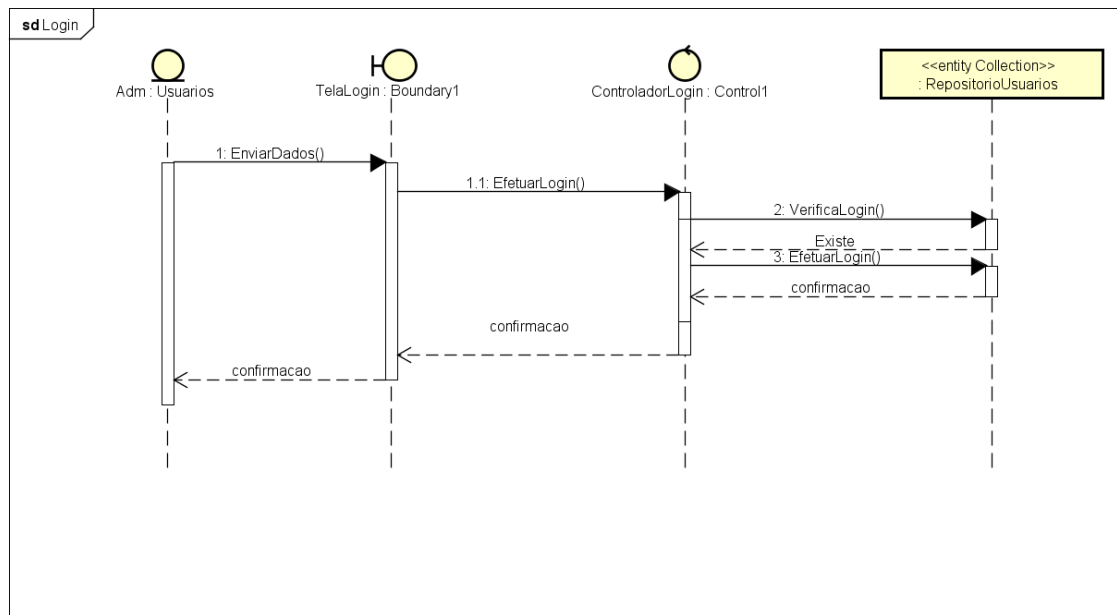 sd Login
Adm : Usuarios
TelaLogin : Boundary1
ControladorLogin : Control1
<<entity Collection>>
: RepositorioUsuarios
1: EnviarDados()
1.1: EfetuarLogin()
2: VerificaLogin()
Existe
3: EfetuarLogin()
confirmacao
confirmacao
confirmacao